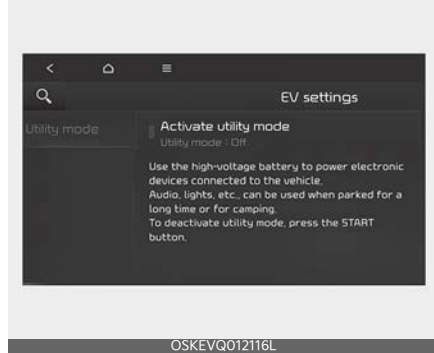 EV settings
Utility mode
Activate utility mode
Utility mode : Off
Use the high-voltage battery to power electronic
devices connected to the vehicle.
Audio, lights, etc., can be used when parked for a
long time or for camping.
To deactivate utility mode, press the START
button.
OSKEVQ012116L